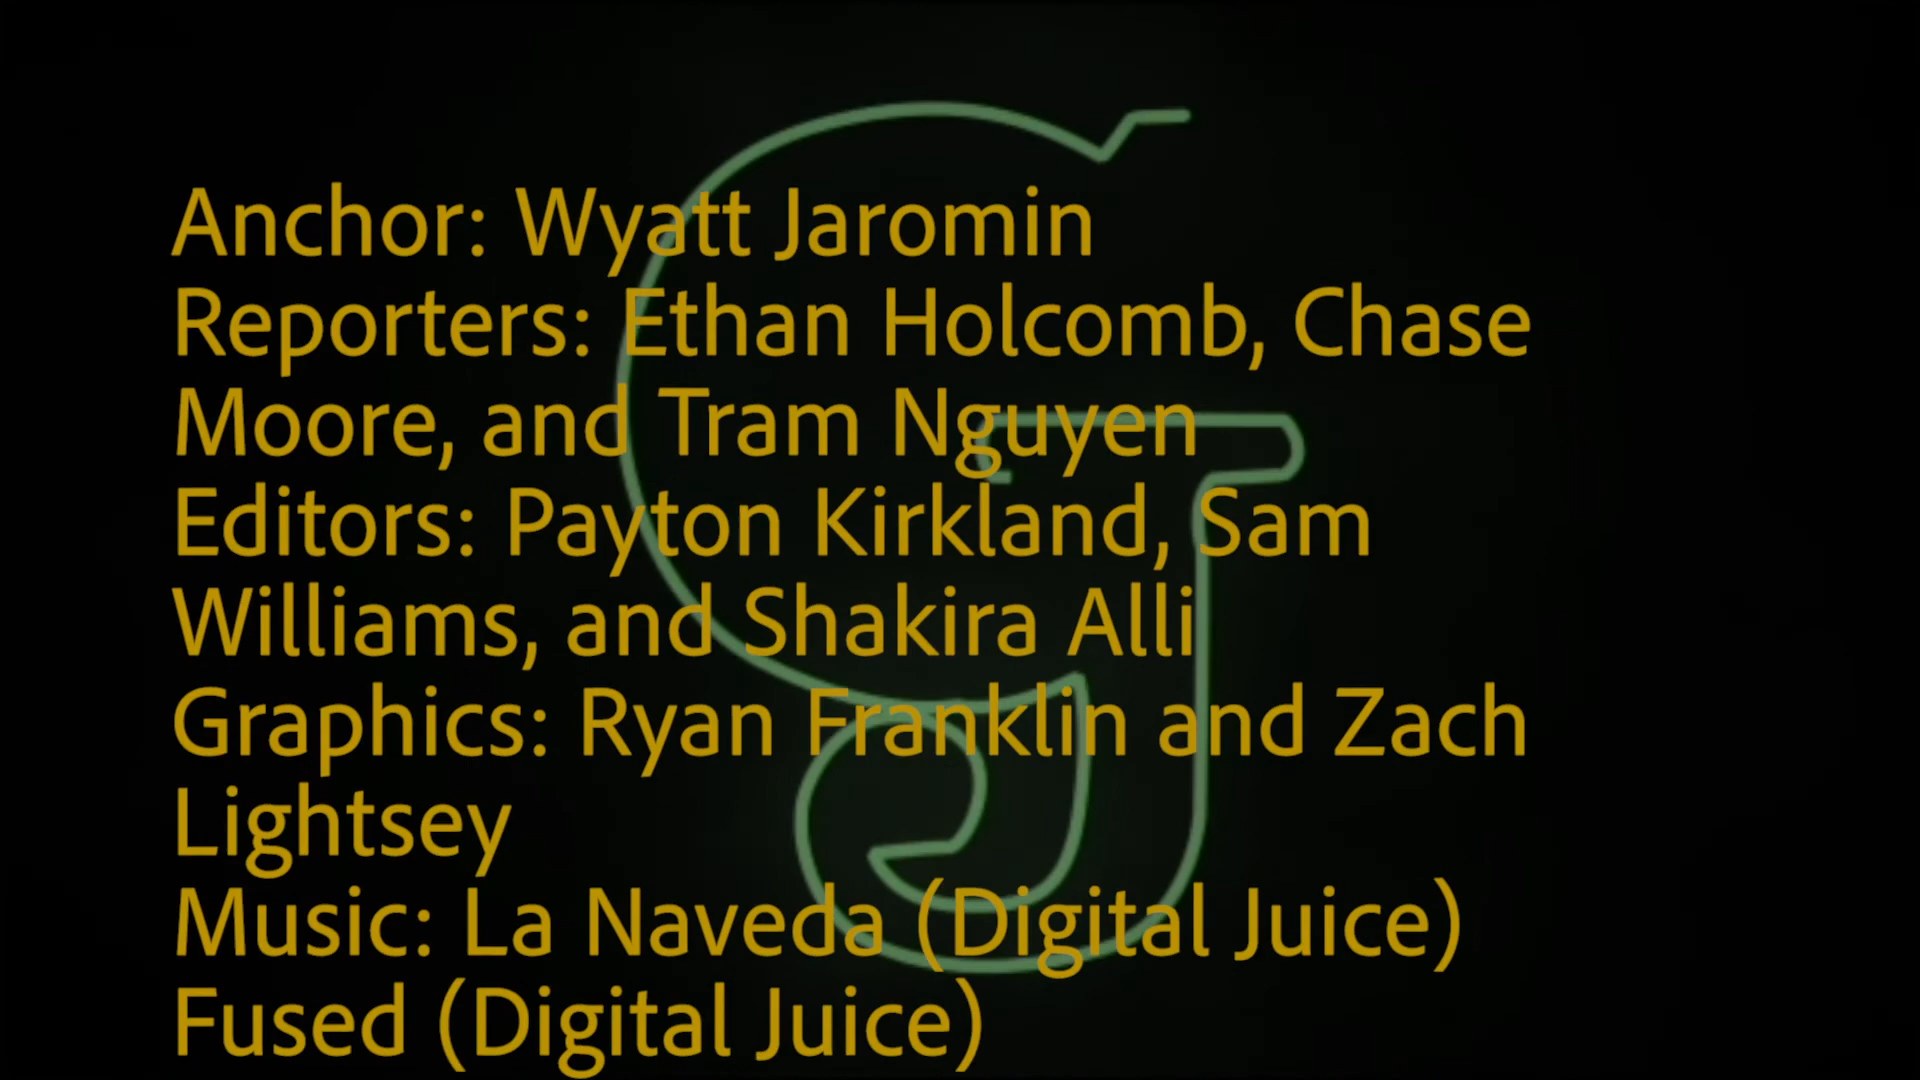 Anchor: Wyatt Jaromin
Reporters: Ethan Holcomb, Chase
Moore, and Tram Nguyen
Editors: Payton Kirkland, Sam
Williams, and Shakira Alli
Graphics: Ryan Franklin and Zach
Lightsey
Music: La Naveda (Digital Juice)
Fused (Digital Juice)